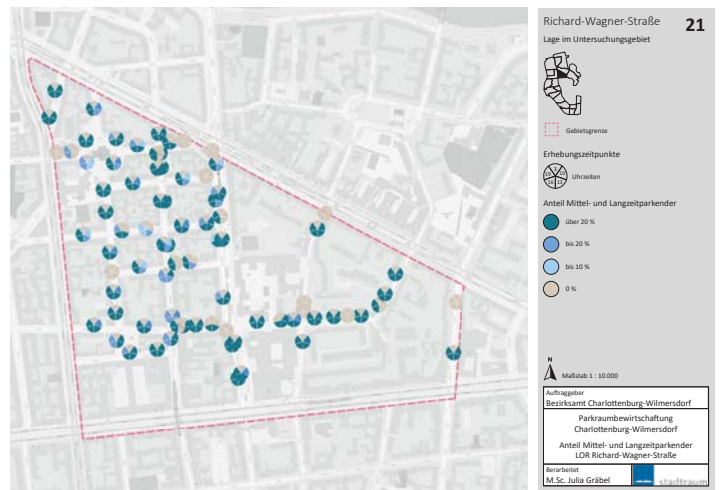 Richard-Wagner-Straße 21
Lage im Untersuchungsgebiet
Gebietsgrenze
Erhebungszeitpunkte
Uhrzeiten
Anteil Mittel- und Langzeitparkender
über 20 %
bis 20 %
bis 10 %
0 %
N
Maßstab 1 : 10.000
Auftraggeber
Bezirksamt Charlottenburg-Wilmersdorf
Parkraumbewirtschaftung
Charlottenburg-Wilmersdorf
Anteil Mittel- und Langzeitparkender
LOR Richard-Wagner-Straße
Berarbeitet
M.Sc. Julia Gräbel
stadtraum